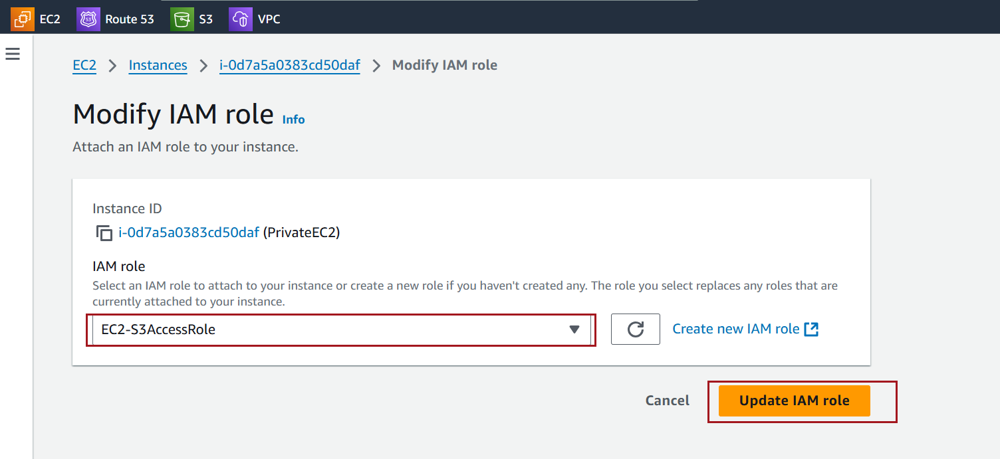 EC2 Route 53 S3 VPC
EC2 > Instances > i-0d7a5a0383cd50daf > Modify IAM role
Modify IAM role Info
Attach an IAM role to your instance.
Instance ID
i-0d7a5a0383cd50daf (PrivateEC2)
IAM role
Select an IAM role to attach to your instance or create a new role if you haven't created any. The role you select replaces any roles that are
currently attached to your instance.
EC2-S3AccessRole
Create new IAM role
Cancel Update IAM role